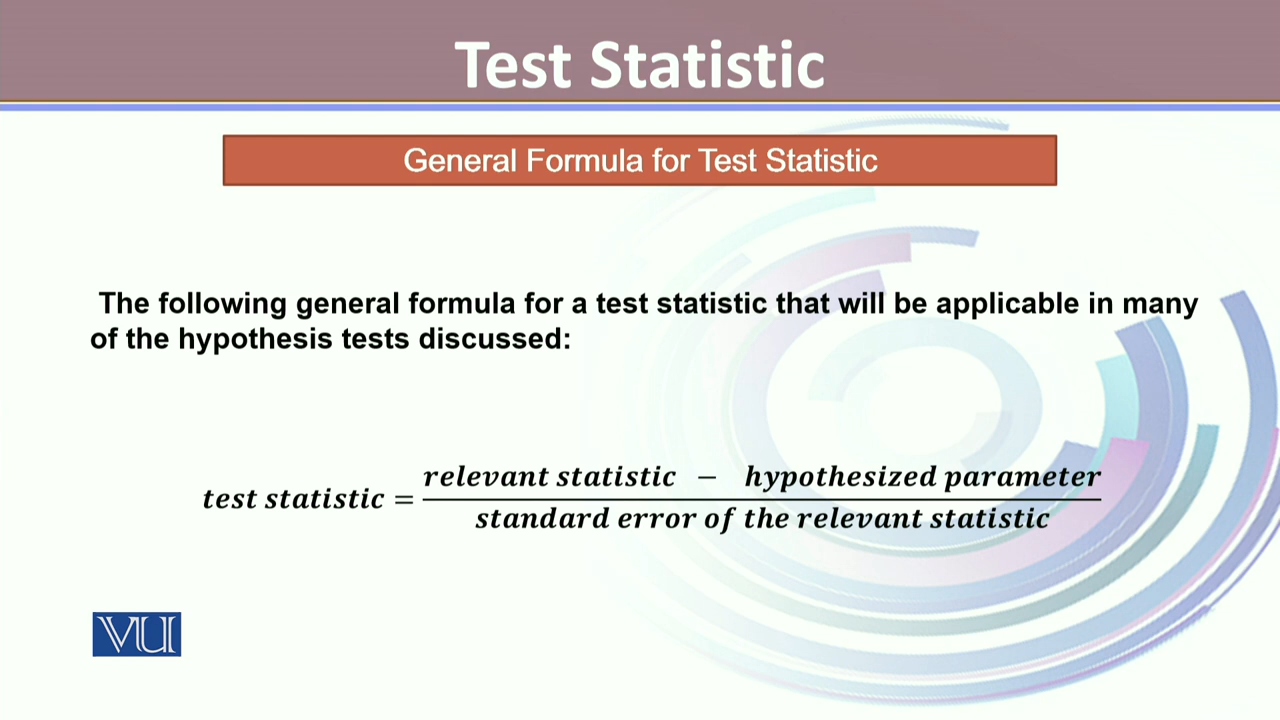 Test Statistic
General Formula for Test Statistic
The following general formula for a test statistic that will be applicable in many
of the hypothesis tests discussed:
test statistic = relevant statistic − hypothesized parameter
standard error of the relevant statistic
VU